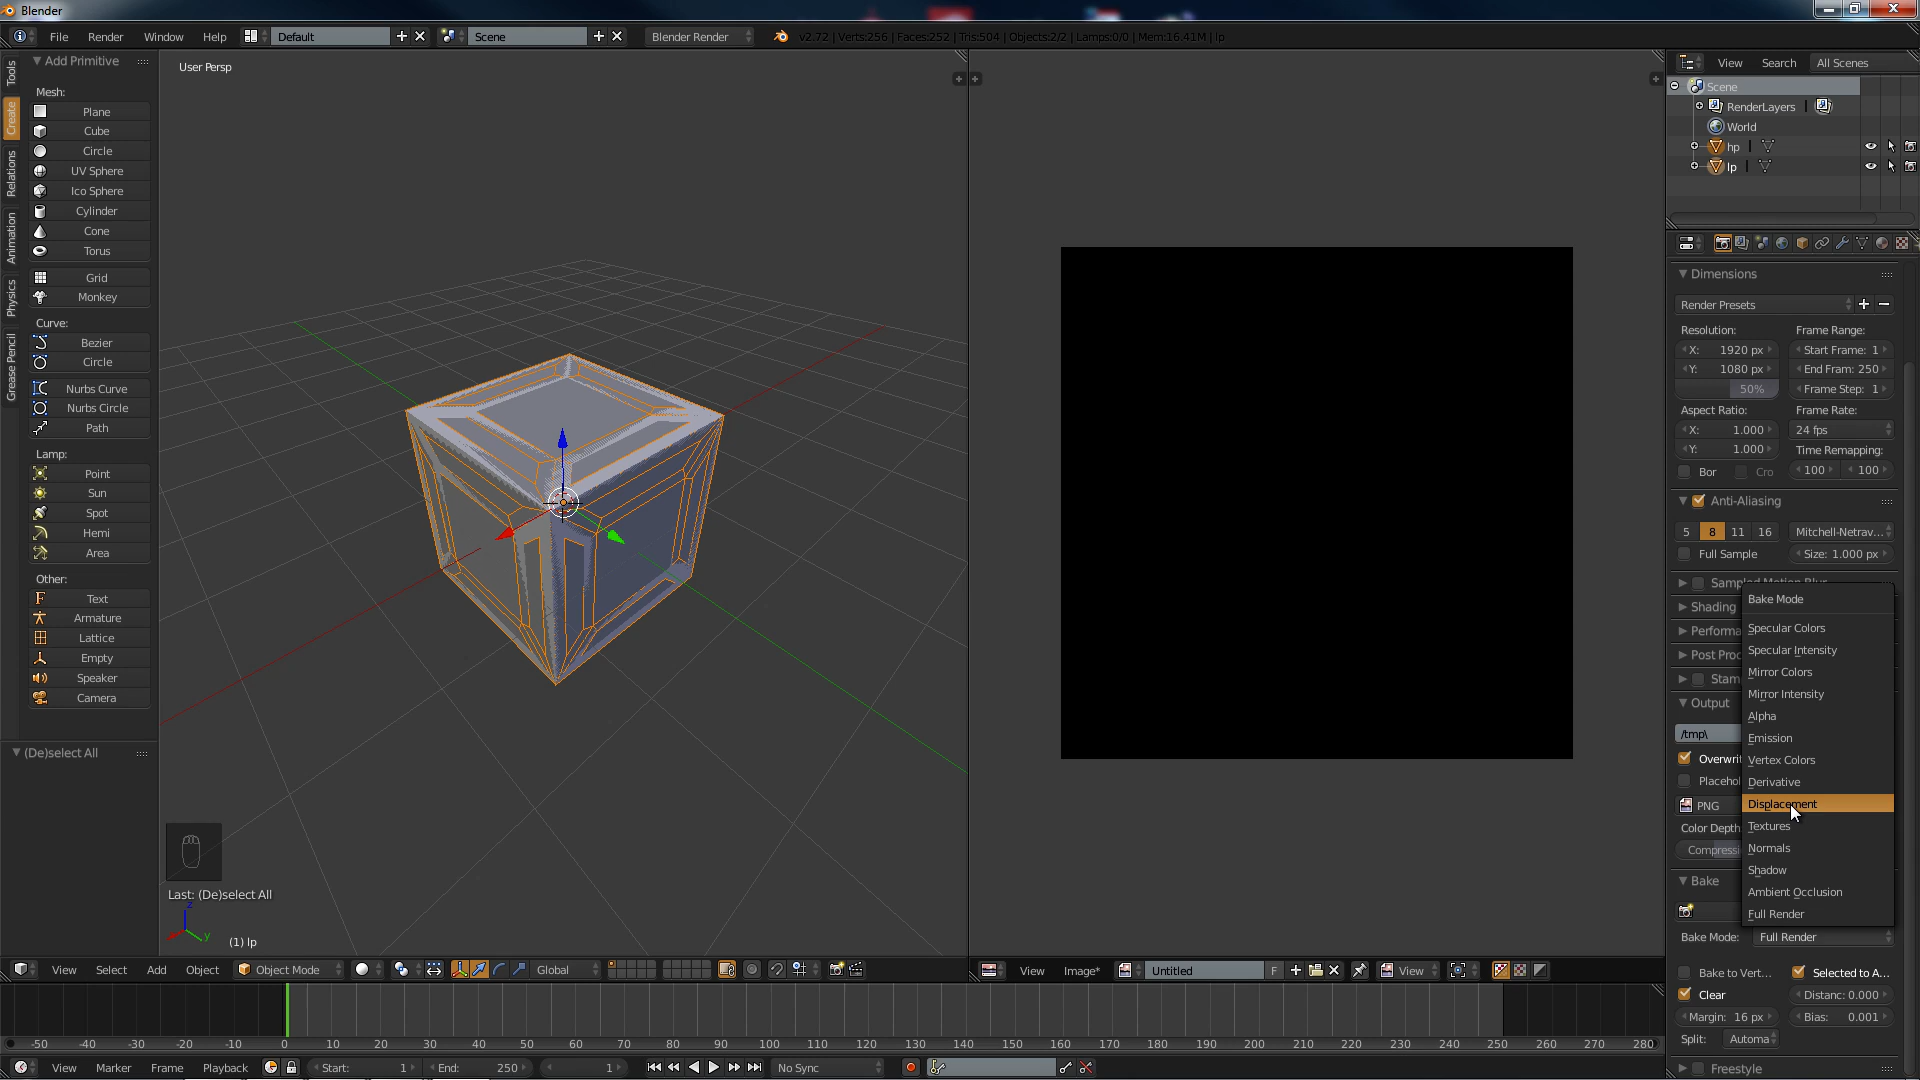 Blender
File Render Window Help Default Scene Blender Render v2.72 | Verts:256 | Faces:252 | Tris:504 | Objects:2/2 | Lamps:0/0 | Mem:16.41M | lp
Tools
Create
Relations
Animation
Physics
Grease Pencil
Add Primitive
Mesh:
Plane
Cube
Circle
UV Sphere
Ico Sphere
Cylinder
Cone
Torus
Grid
Monkey
Curve:
Bezier
Circle
Nurbs Curve
Nurbs Circle
Path
Lamp:
Point
Sun
Spot
Hemi
Area
Other:
Text
Armature
Lattice
Empty
Speaker
Camera
(De)select All
User Persp
Last: (De)select All
z
y
(1) lp
View Select Add Object Object Mode Global
View Image* Untitled F View
View Search All Scenes
Scene
RenderLayers
World
hp
lp
Dimensions
Render Presets
Resolution: Frame Range:
X: 1920 px Start Frame: 1
Y: 1080 px End Fram: 250
50% Frame Step: 1
Aspect Ratio: Frame Rate:
X: 1.000 24 fps
Y: 1.000 Time Remapping:
Bor Cro 100 100
Anti-Aliasing
5 8 11 16 Mitchell-Netrav...
Full Sample Size: 1.000 px
Sampled Motion Blur
Shading
Performa
Post Proc
Stam
Output
/tmp\
Overwri
Placehol
PNG
Color Depth
Compressi
Bake
Bake Mode
Specular Colors
Specular Intensity
Mirror Colors
Mirror Intensity
Alpha
Emission
Vertex Colors
Derivative
Displacement
Textures
Normals
Shadow
Ambient Occlusion
Full Render
Bake Mode: Full Render
Bake to Vert... Selected to A...
Clear Distanc: 0.000
Margin: 16 px Bias: 0.001
Split: Automa
Freestyle
-50 -40 -30 -20 -10 0 10 20 30 40 50 60 70 80 90 100 110 120 130 140 150 160 170 180 190 200 210 220 230 240 250 260 270 280
View Marker Frame Playback Start: 1 End: 250 1 No Sync